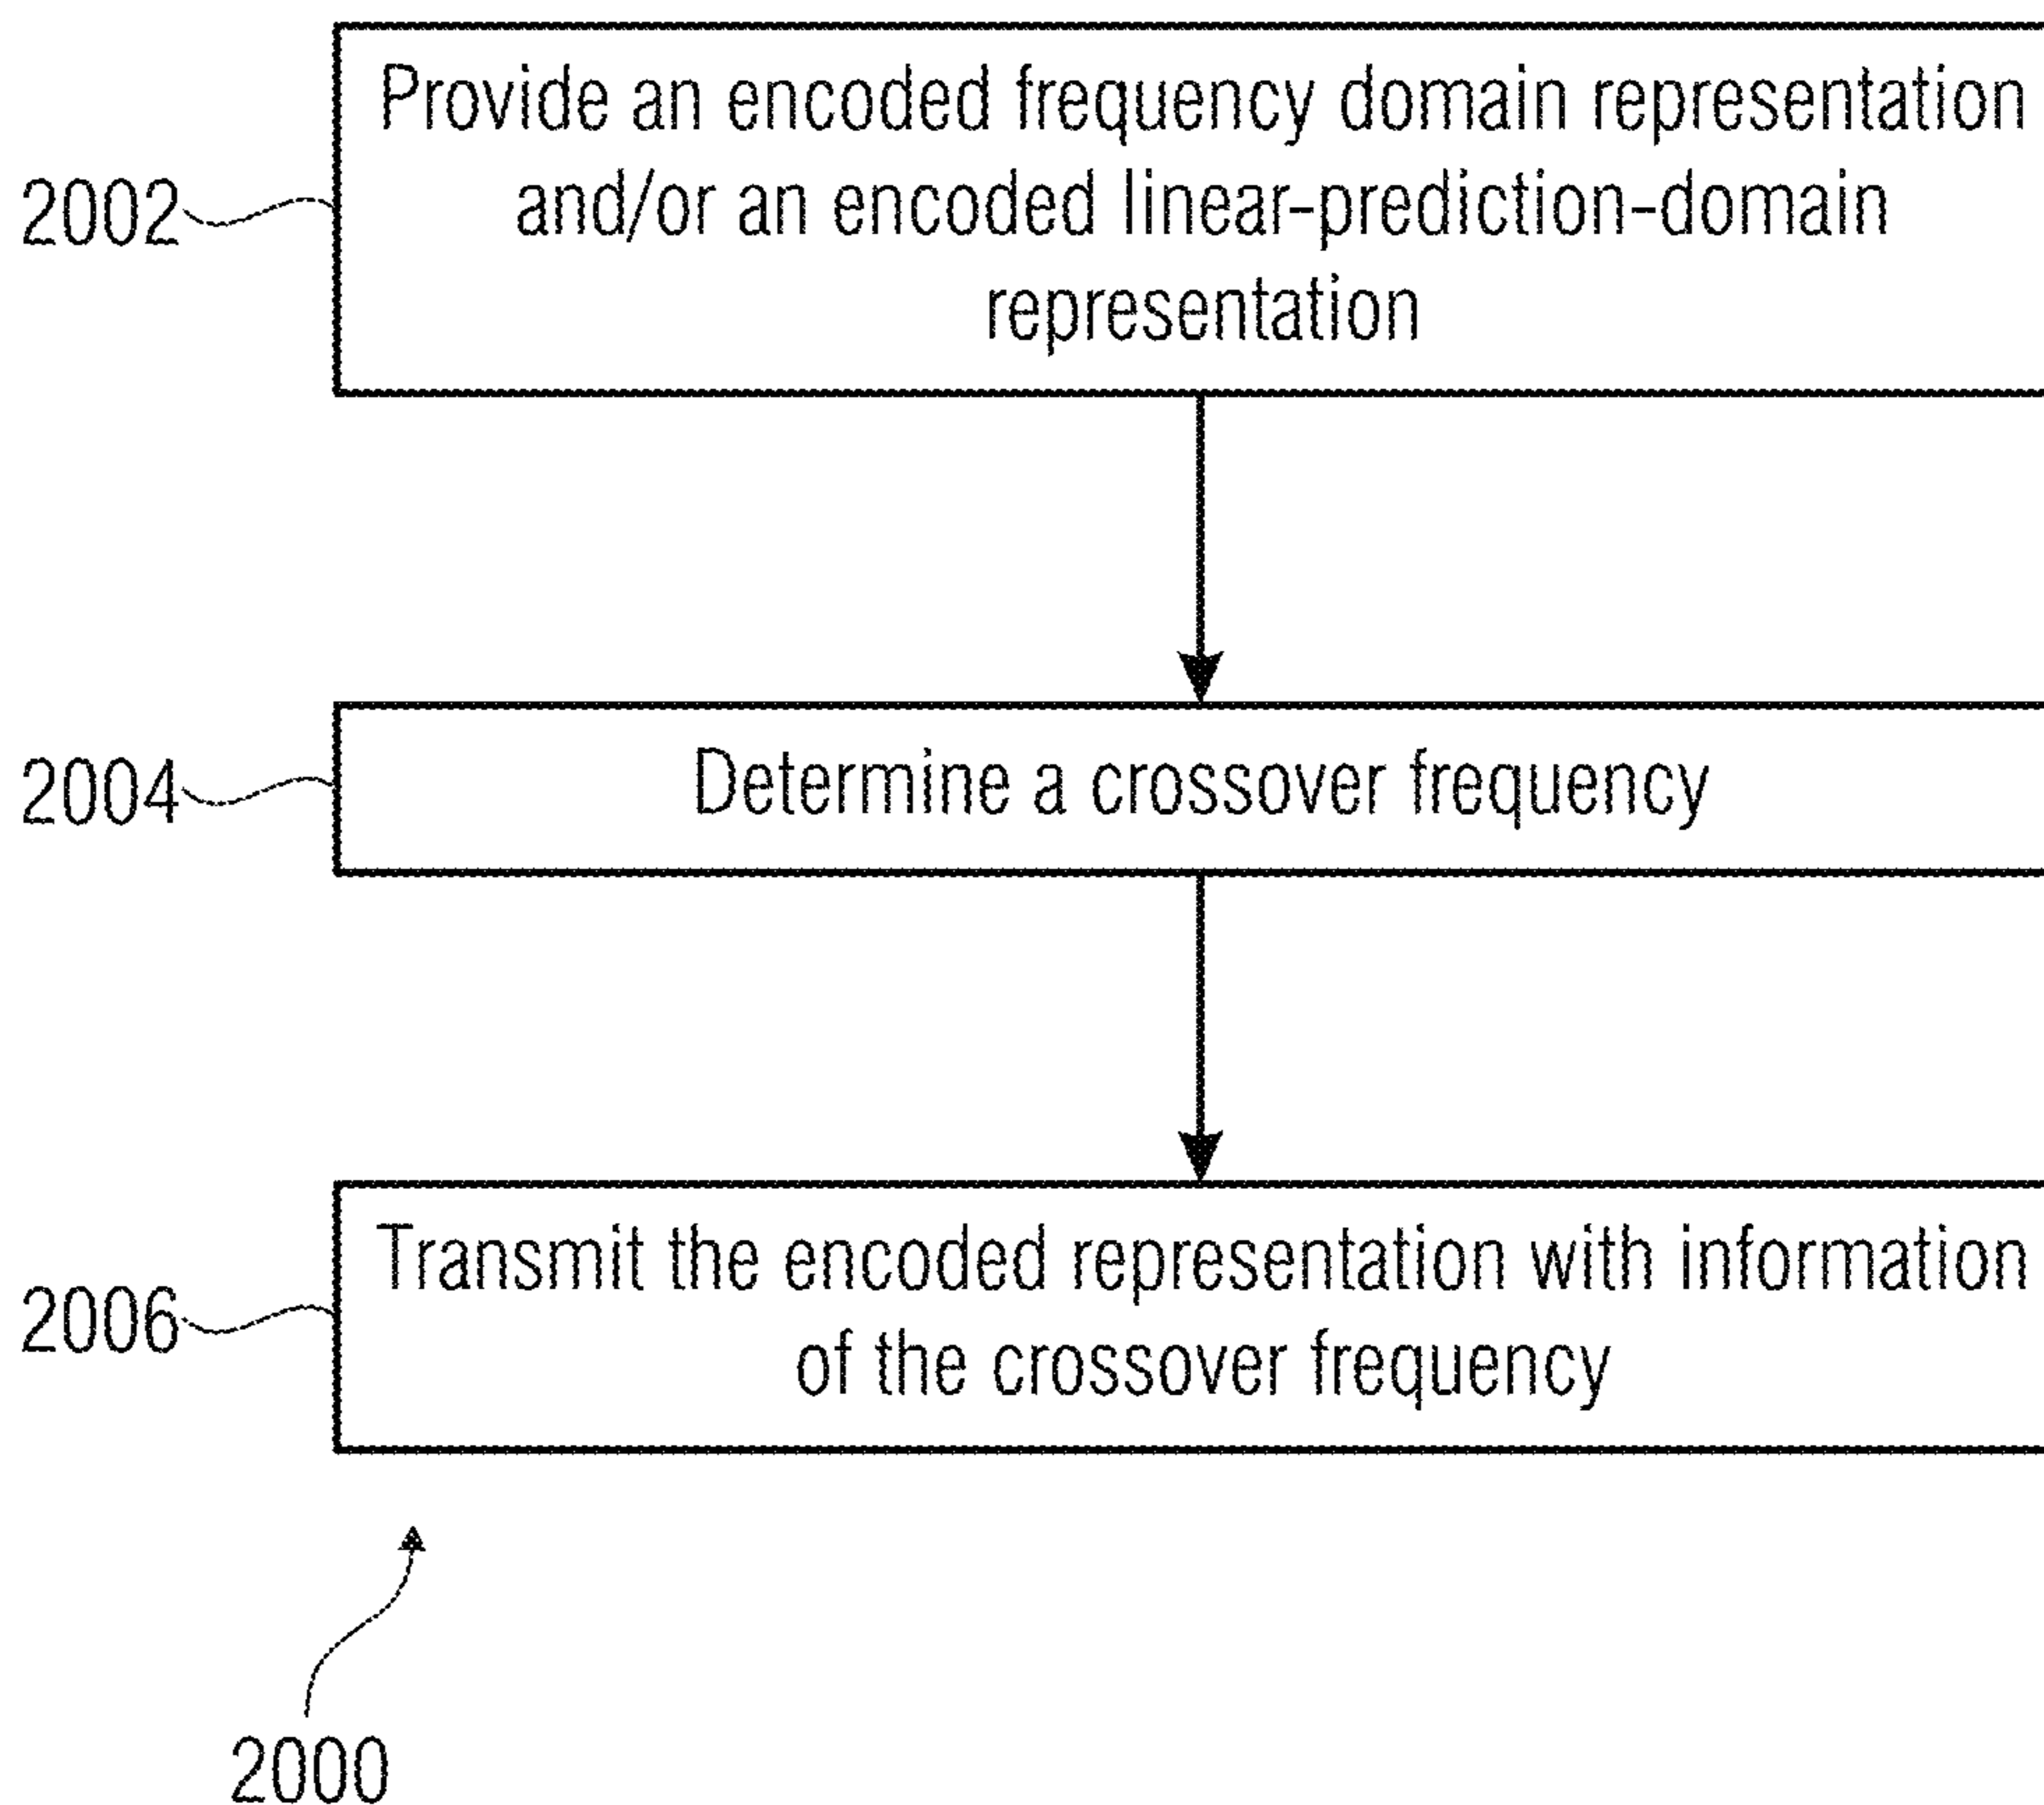 Provide an encoded frequency domain representation
and/or an encoded linear-prediction-domain
representation
2002
Determine a crossover frequency
2004
Transmit the encoded representation with information
of the crossover frequency
2006
2000